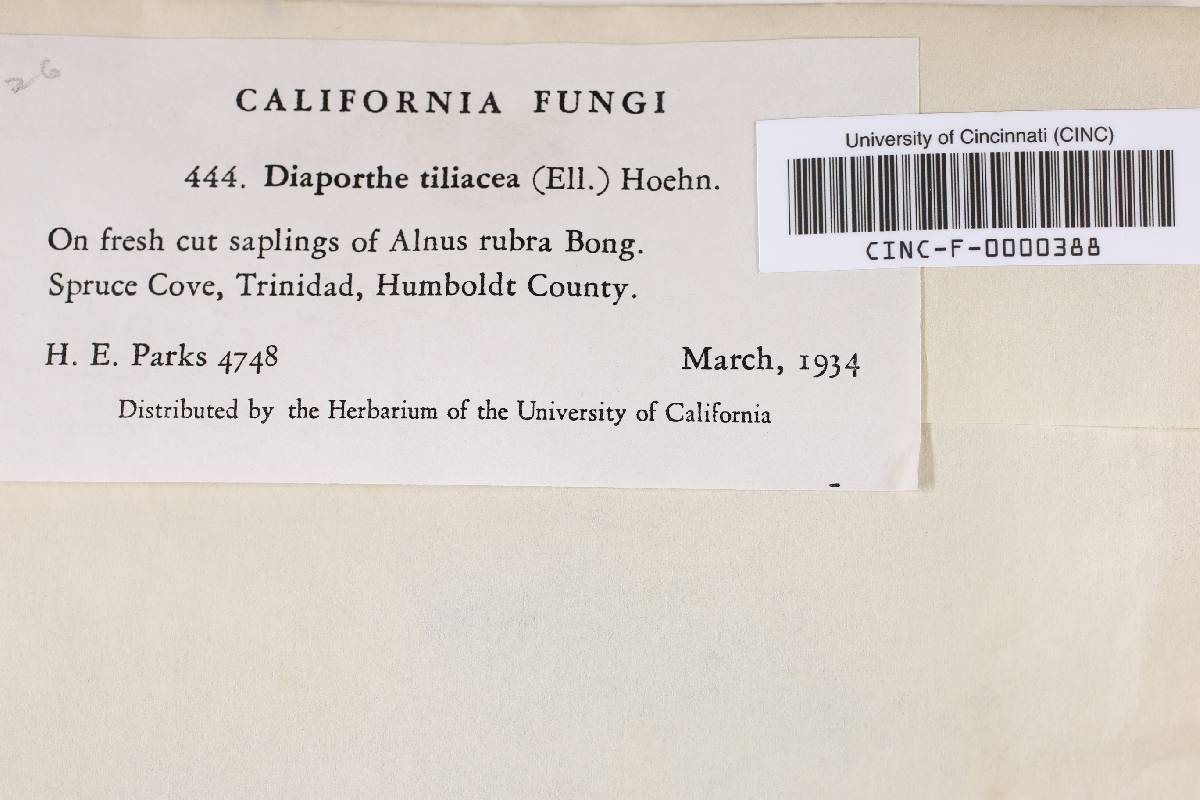 26
CALIFORNIA FUNGI
444. Diaporthe tiliacea (Ell.) Hoehn.
On fresh cut saplings of Alnus rubra Bong.
Spruce Cove, Trinidad, Humboldt County.
H. E. Parks 4748 March, 1934
Distributed by the Herbarium of the University of California
University of Cincinnati (CINC)
CINC-F-0000388